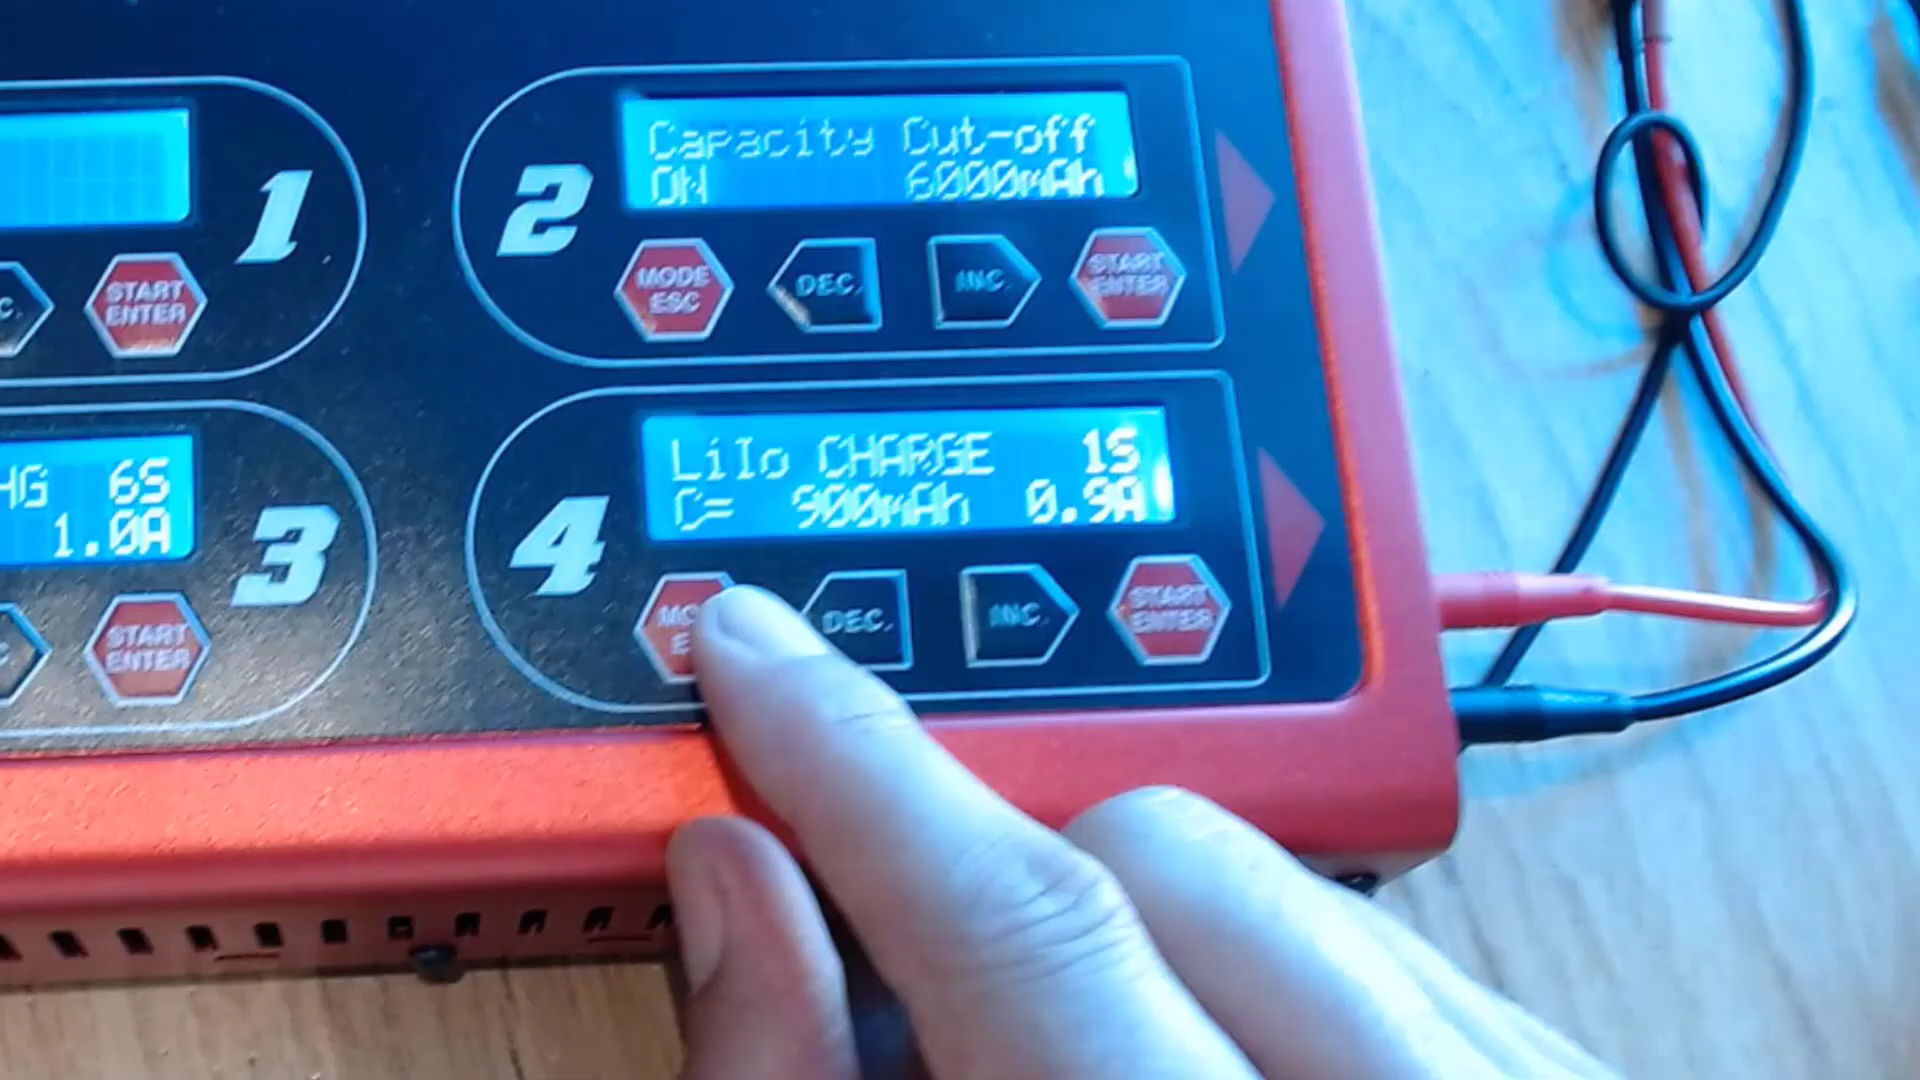 1
START
ENTER
2
Capacity Cut-off
ON 6000mAh
MODE
ESC
DEC.
INC.
START
ENTER
HG 6S
1.0A
3
START
ENTER
4
LiIo CHARGE 1S
C= 900mAh 0.9A
DEC.
INC.
START
ENTER